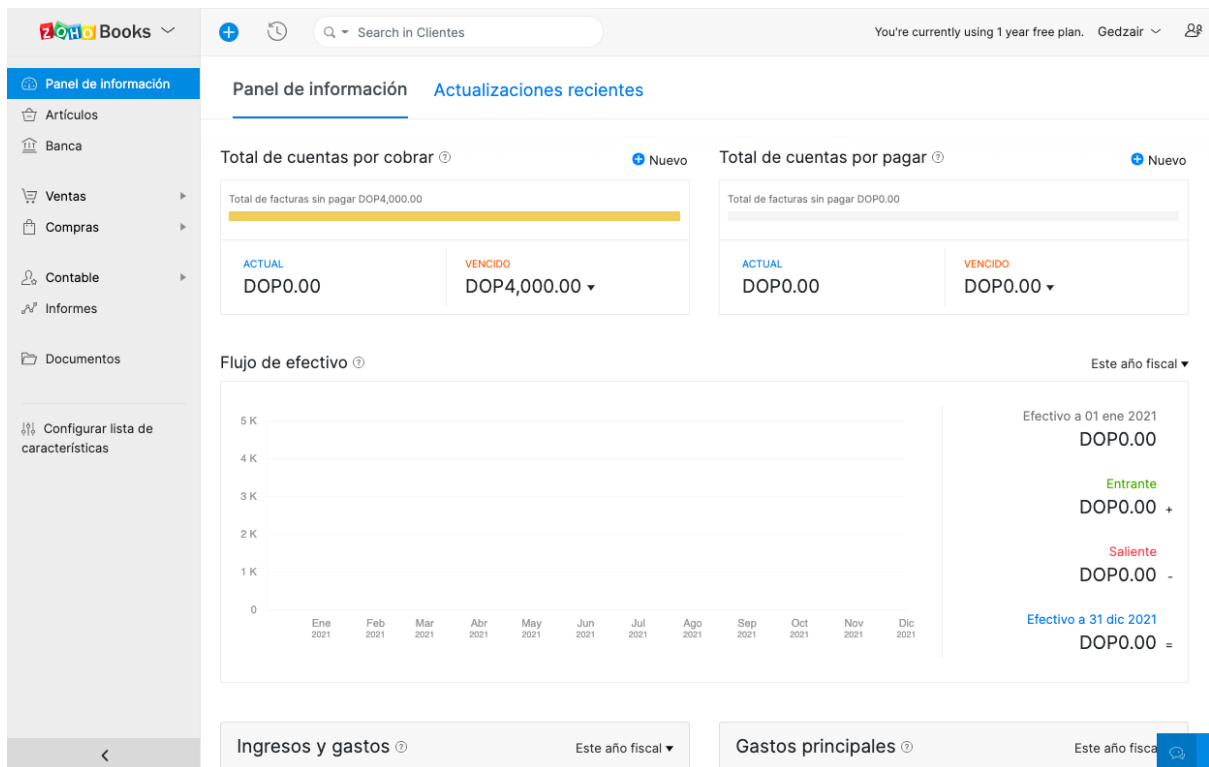 ZOHO Books
Search in Clientes
You're currently using 1 year free plan. Gedzair
Panel de información
Artículos
Banca
Ventas
Compras
Contable
Informes
Documentos
Configurar lista de
características
Panel de información Actualizaciones recientes
Total de cuentas por cobrar Nuevo
Total de facturas sin pagar DOP4,000.00
ACTUAL VENCIDO
DOP0.00 DOP4,000.00
Total de cuentas por pagar Nuevo
Total de facturas sin pagar DOP0.00
ACTUAL VENCIDO
DOP0.00 DOP0.00
Flujo de efectivo Este año fiscal
5 K
4 K
3 K
2 K
1 K
0
Ene Feb Mar Abr May Jun Jul Ago Sep Oct Nov Dic
2021 2021 2021 2021 2021 2021 2021 2021 2021 2021 2021 2021
Efectivo a 01 ene 2021
DOP0.00
Entrante
DOP0.00 +
Saliente
DOP0.00 -
Efectivo a 31 dic 2021
DOP0.00 =
Ingresos y gastos Este año fiscal
Gastos principales Este año fisca